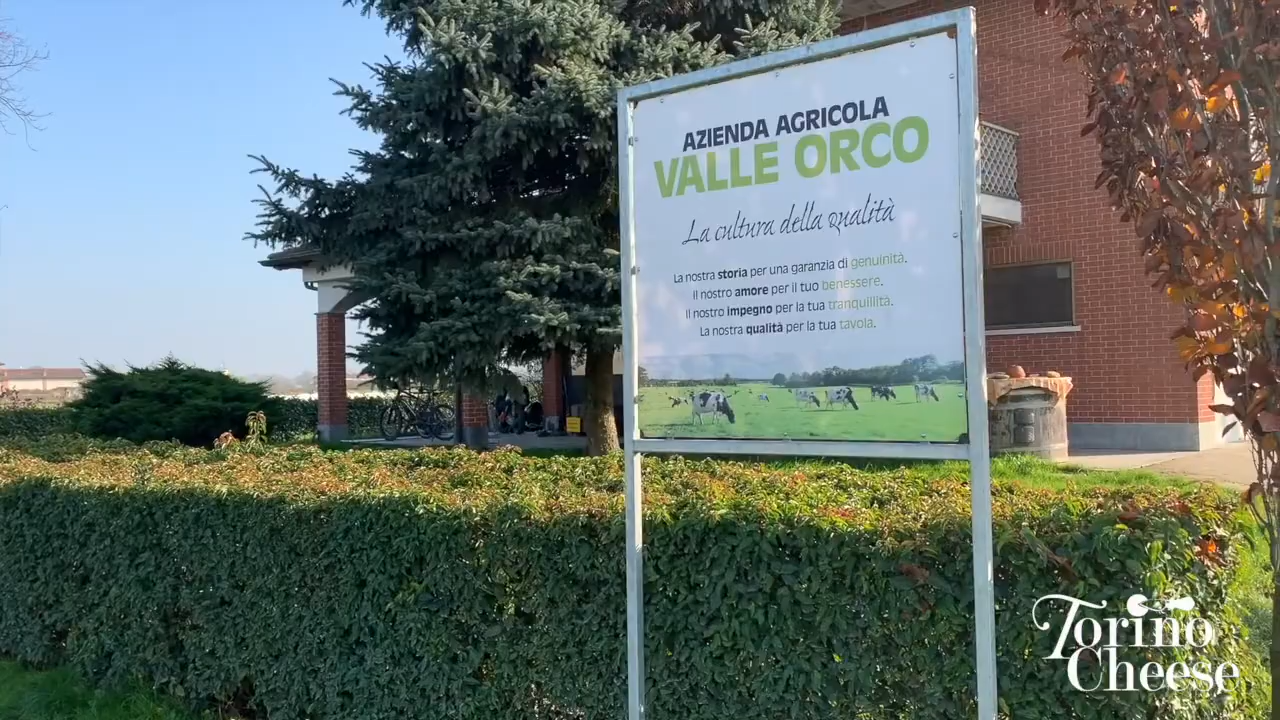 AZIENDA AGRICOLA
VALLE ORCO
La cultura della qualità
La nostra storia per una garanzia di genuinità.
Il nostro amore per il tuo benessere.
Il nostro impegno per la tua tranquillità.
La nostra qualità per la tua tavola.
Torino
Cheese